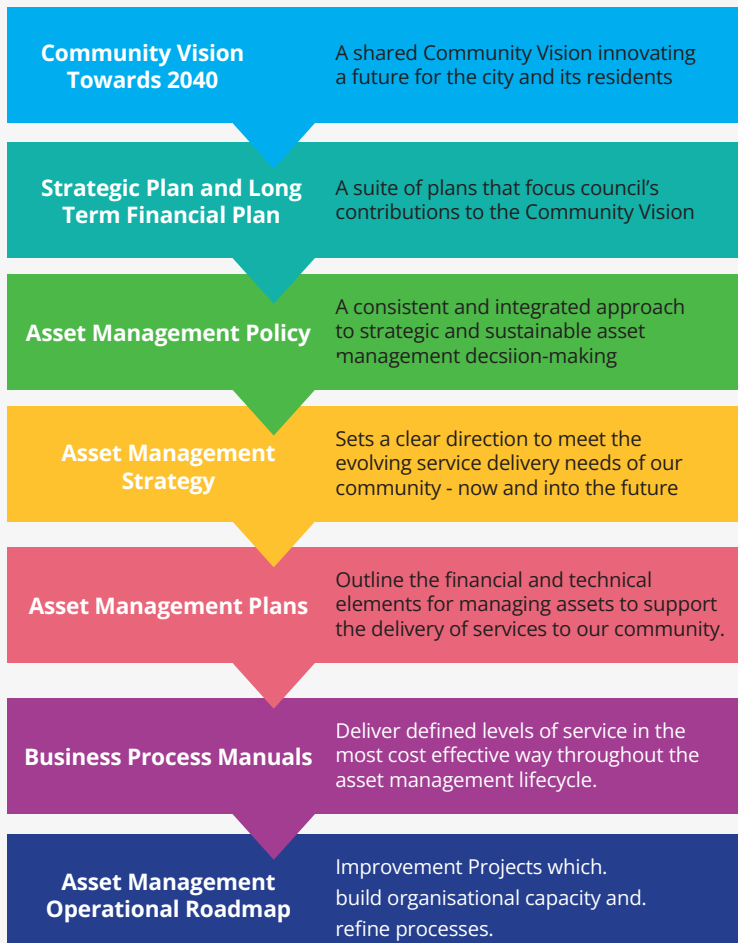 Community Vision
Towards 2040
A shared Community Vision innovating
a future for the city and its residents
Strategic Plan and Long
Term Financial Plan
A suite of plans that focus council’s
contributions to the Community Vision
Asset Management Policy
A consistent and integrated approach
to strategic and sustainable asset
management decsiion-making
Asset Management
Strategy
Sets a clear direction to meet the
evolving service delivery needs of our
community - now and into the future
Asset Management Plans
Outline the financial and technical
elements for managing assets to support
the delivery of services to our community.
Business Process Manuals
Deliver defined levels of service in the
most cost effective way throughout the
asset management lifecycle.
Asset Management
Operational Roadmap
Improvement Projects which.
build organisational capacity and.
refine processes.